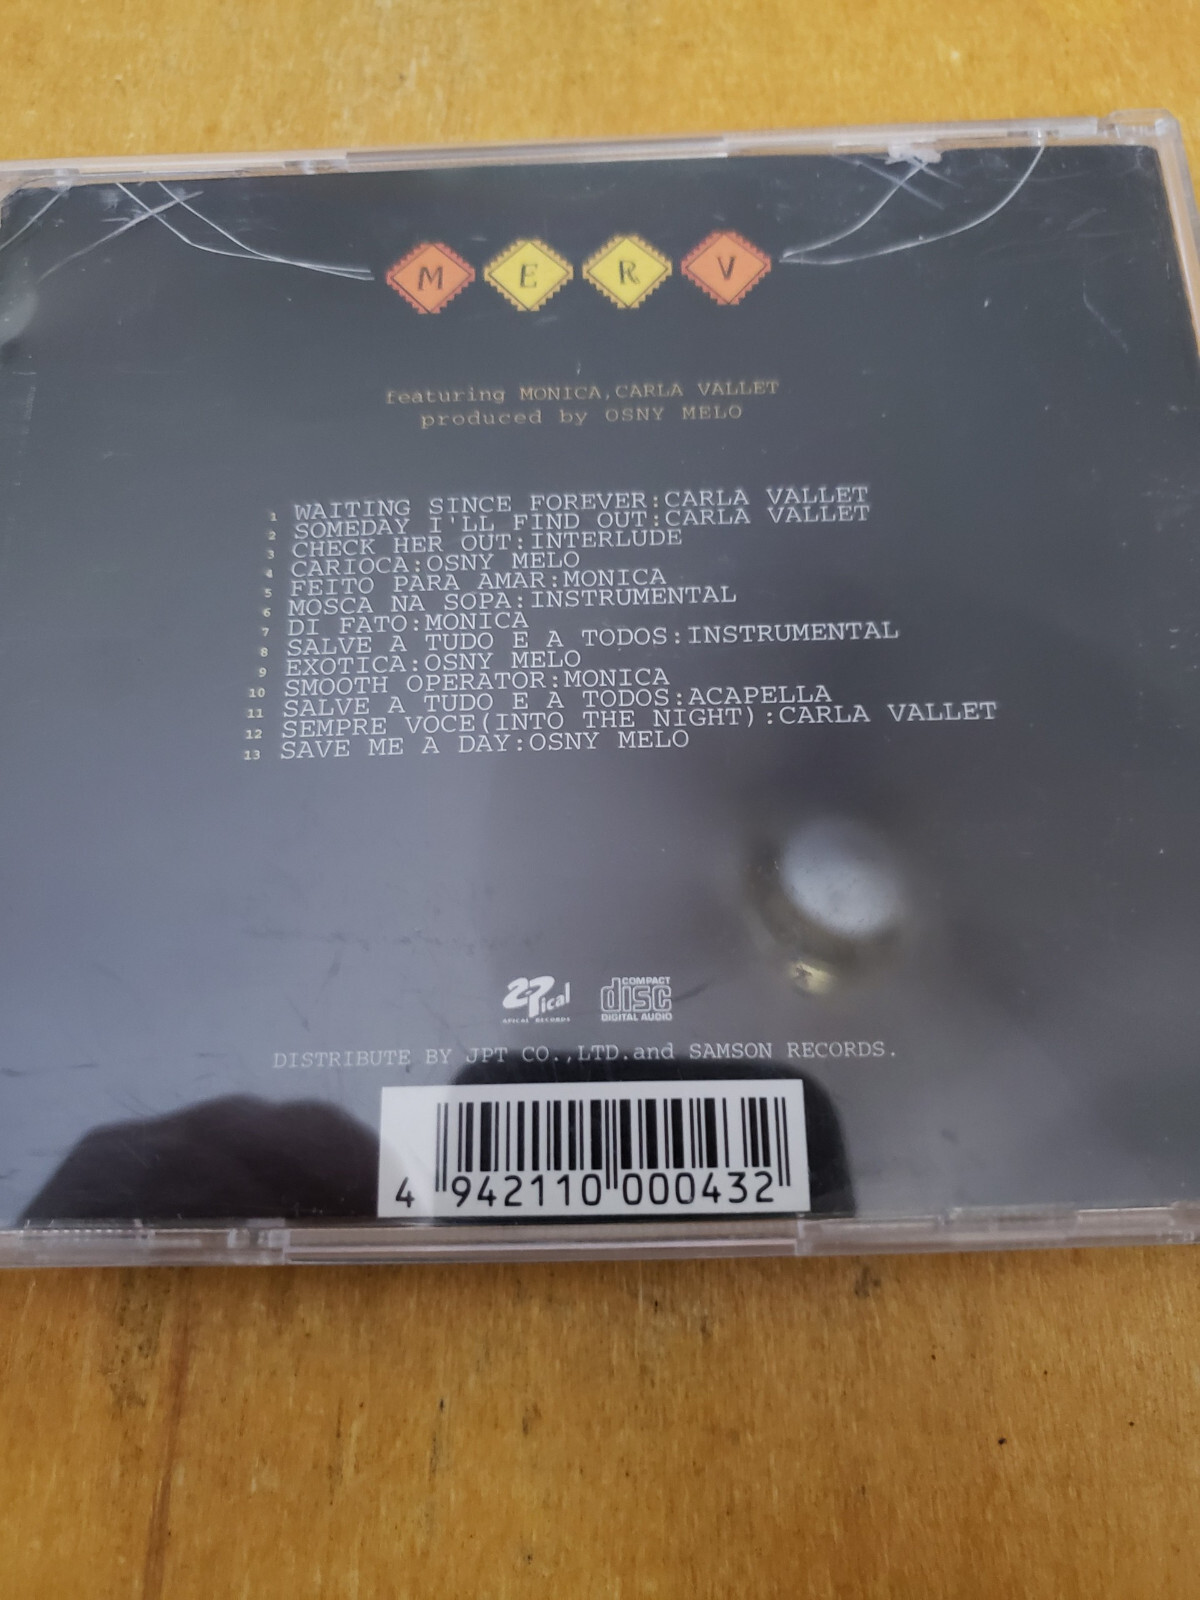 M E R V
featuring MONICA,CARLA VALLET
produced by OSNY MELO
1 WAITING SINCE FOREVER:CARLA VALLET
2 SOMEDAY I'LL FIND OUT:CARLA VALLET
3 CHECK HER OUT:INTERLUDE
4 CARIOCA:OSNY MELO
5 FEITO PARA AMAR:MONICA
6 MOSCA NA SOPA:INSTRUMENTAL
7 DI FATO:MONICA
8 SALVE A TUDO E A TODOS:INSTRUMENTAL
9 EXOTICA:OSNY MELO
10 SMOOTH OPERATOR:MONICA
11 SALVE A TUDO E A TODOS:ACAPELLA
12 SEMPRE VOCE(INTO THE NIGHT):CARLA VALLET
13 SAVE ME A DAY:OSNY MELO
APICAL RECORDS
COMPACT
disc
DIGITAL AUDIO
DISTRIBUTE BY JPT CO.,LTD.and SAMSON RECORDS.
4 942110 000432